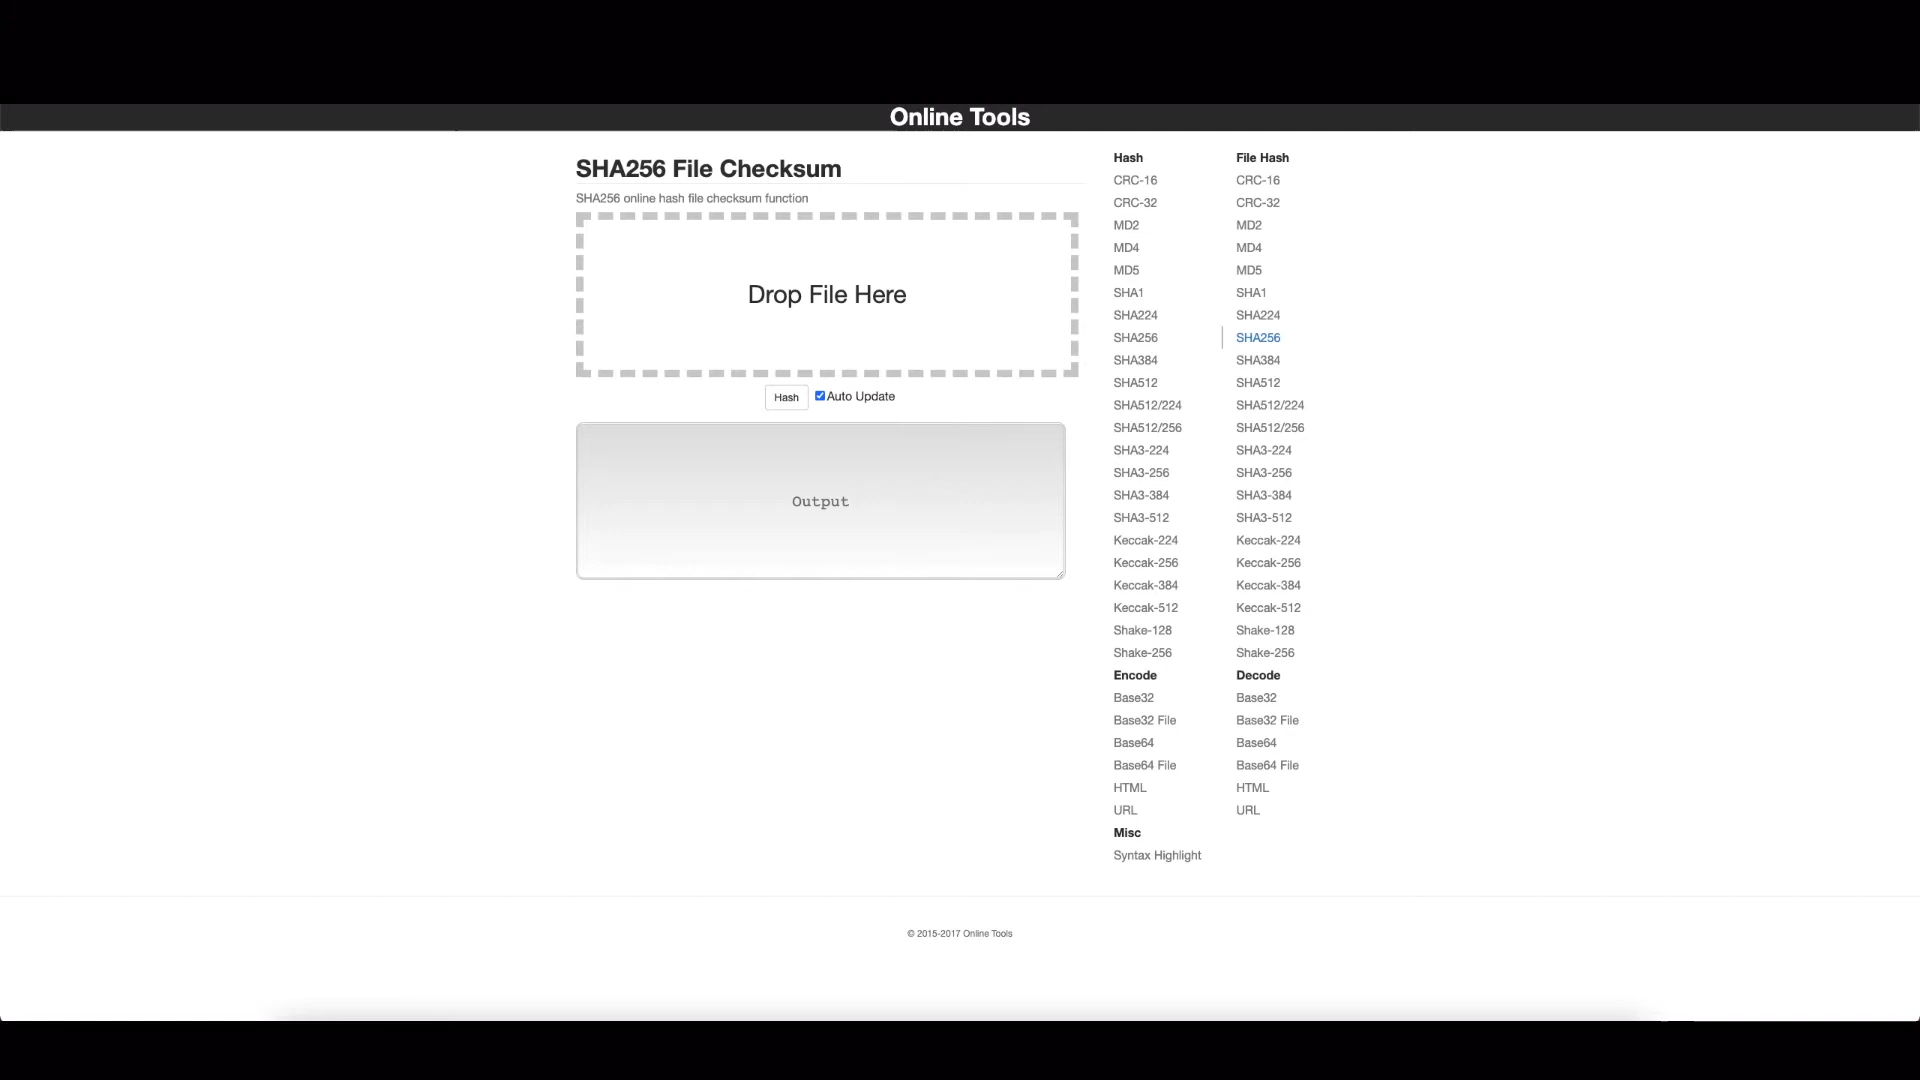 Online Tools
SHA256 File Checksum
SHA256 online hash file checksum function
Drop File Here
Hash Auto Update
Output
Hash File Hash
CRC-16 CRC-16
CRC-32 CRC-32
MD2 MD2
MD4 MD4
MD5 MD5
SHA1 SHA1
SHA224 SHA224
SHA256 SHA256
SHA384 SHA384
SHA512 SHA512
SHA512/224 SHA512/224
SHA512/256 SHA512/256
SHA3-224 SHA3-224
SHA3-256 SHA3-256
SHA3-384 SHA3-384
SHA3-512 SHA3-512
Keccak-224 Keccak-224
Keccak-256 Keccak-256
Keccak-384 Keccak-384
Keccak-512 Keccak-512
Shake-128 Shake-128
Shake-256 Shake-256
Encode Decode
Base32 Base32
Base32 File Base32 File
Base64 Base64
Base64 File Base64 File
HTML HTML
URL URL
Misc
Syntax Highlight
© 2015-2017 Online Tools